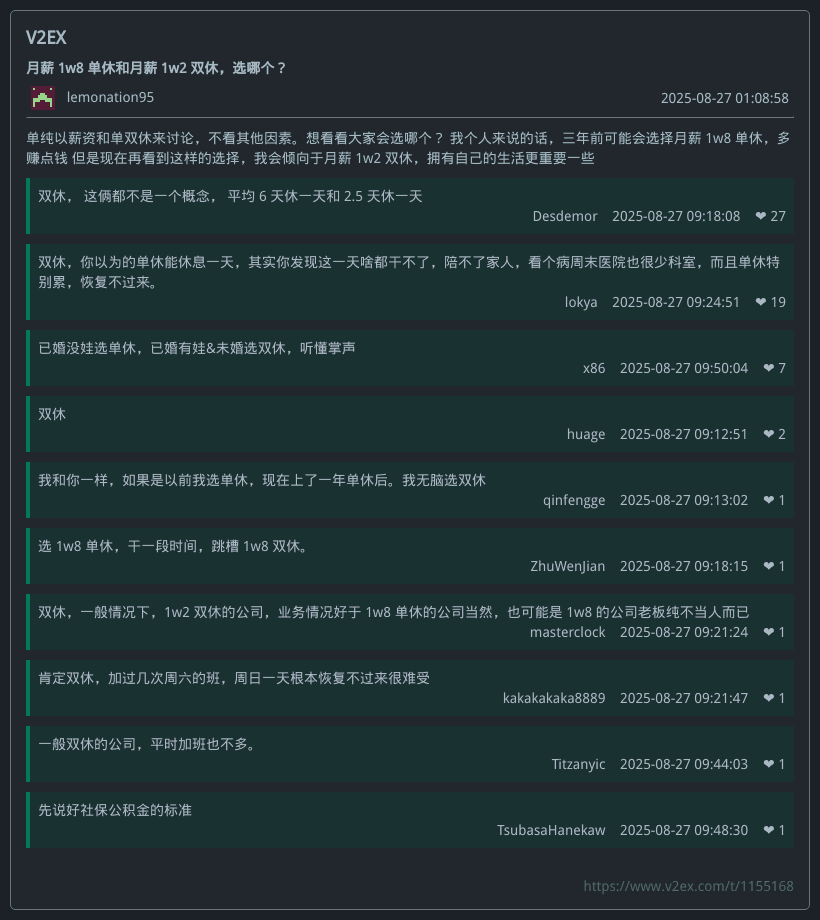 V2EX
月薪 1w8 单休和月薪 1w2 双休，选哪个？
lemonation95
2025-08-27 01:08:58
单纯以薪资和单双休来讨论，不看其他因素。想看看大家会选哪个？ 我个人来说的话，三年前可能会选择月薪 1w8 单休，多
赚点钱 但是现在再看到这样的选择，我会倾向于月薪 1w2 双休，拥有自己的生活更重要一些
双休， 这俩都不是一个概念， 平均 6 天休一天和 2.5 天休一天
Desdemor 2025-08-27 09:18:08 ❤ 27
双休，你以为的单休能休息一天，其实你发现这一天啥都干不了，陪不了家人，看个病周末医院也很少科室，而且单休特
别累，恢复不过来。
lokya 2025-08-27 09:24:51 ❤ 19
已婚没娃选单休，已婚有娃&未婚选双休，听懂掌声
x86 2025-08-27 09:50:04 ❤ 7
双休
huage 2025-08-27 09:12:51 ❤ 2
我和你一样，如果是以前我选单休，现在上了一年单休后。我无脑选双休
qinfengge 2025-08-27 09:13:02 ❤ 1
选 1w8 单休，干一段时间，跳槽 1w8 双休。
ZhuWenJian 2025-08-27 09:18:15 ❤ 1
双休，一般情况下，1w2 双休的公司，业务情况好于 1w8 单休的公司当然，也可能是 1w8 的公司老板纯不当人而已
masterclock 2025-08-27 09:21:24 ❤ 1
肯定双休，加过几次周六的班，周日一天根本恢复不过来很难受
kakakakaka8889 2025-08-27 09:21:47 ❤ 1
一般双休的公司，平时加班也不多。
Titzanyic 2025-08-27 09:44:03 ❤ 1
先说好社保公积金的标准
TsubasaHanekaw 2025-08-27 09:48:30 ❤ 1
https://www.v2ex.com/t/1155168